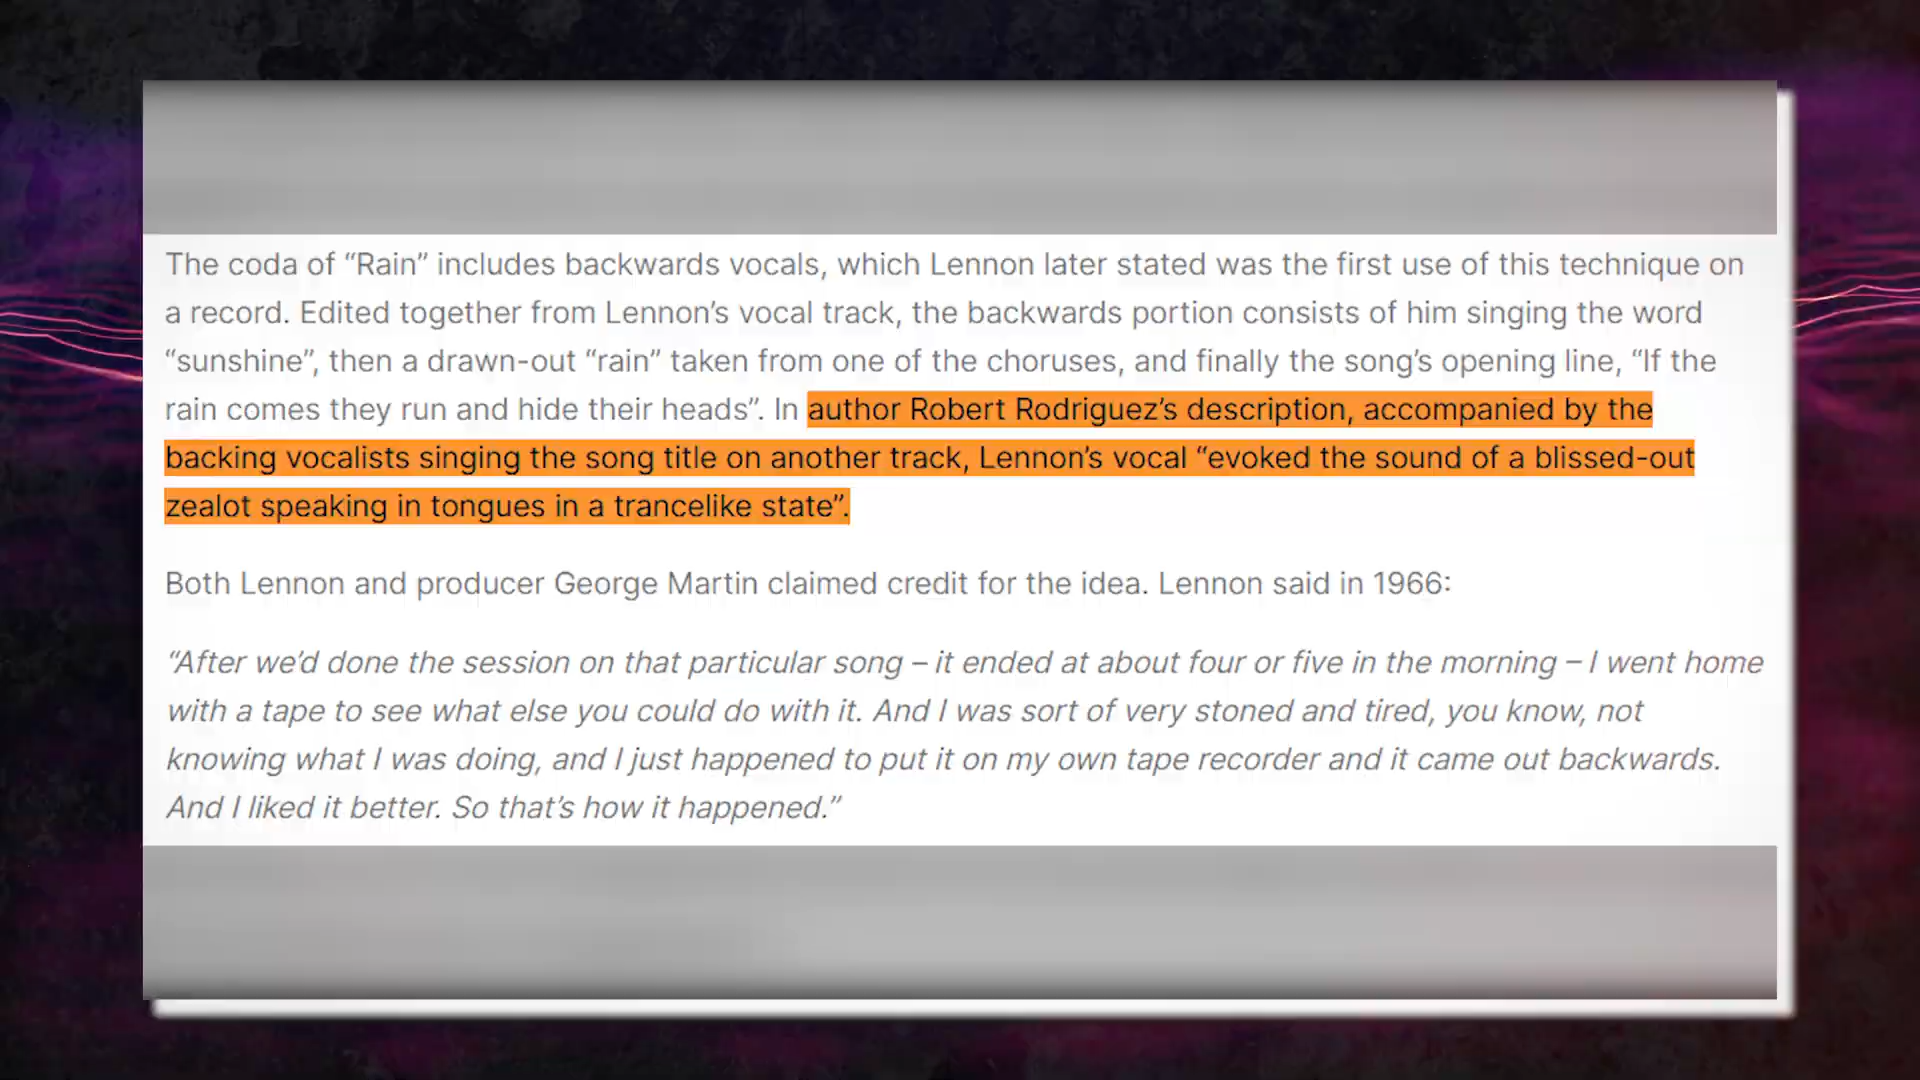 The coda of “Rain” includes backwards vocals, which Lennon later stated was the first use of this technique on
a record. Edited together from Lennon’s vocal track, the backwards portion consists of him singing the word
“sunshine”, then a drawn-out “rain” taken from one of the choruses, and finally the song’s opening line, “If the
rain comes they run and hide their heads”. In author Robert Rodriguez’s description, accompanied by the
backing vocalists singing the song title on another track, Lennon’s vocal “evoked the sound of a blissed-out
zealot speaking in tongues in a trancelike state”.
Both Lennon and producer George Martin claimed credit for the idea. Lennon said in 1966:
“After we’d done the session on that particular song – it ended at about four or five in the morning – I went home
with a tape to see what else you could do with it. And I was sort of very stoned and tired, you know, not
knowing what I was doing, and I just happened to put it on my own tape recorder and it came out backwards.
And I liked it better. So that’s how it happened.”